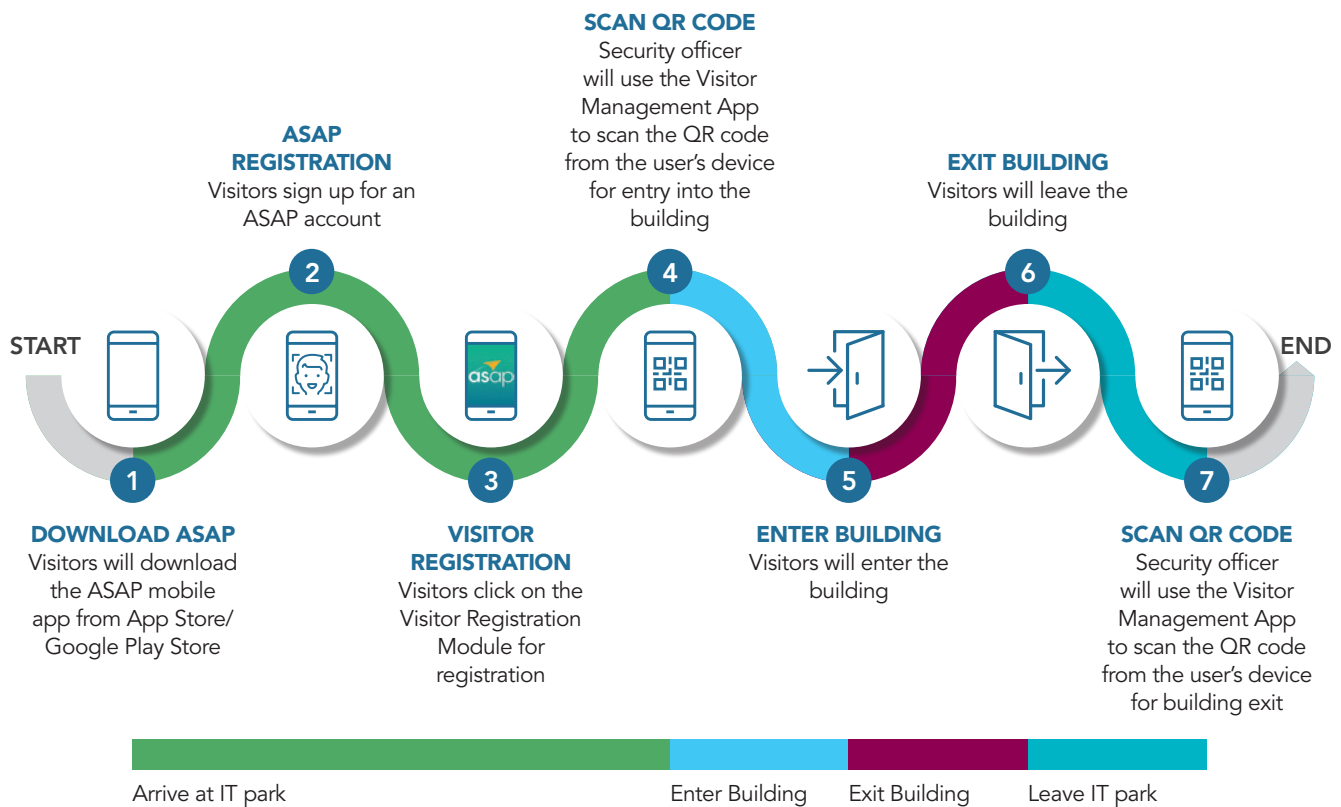 START
1
DOWNLOAD ASAP
Visitors will download
the ASAP mobile
app from App Store/
Google Play Store
ASAP
REGISTRATION
Visitors sign up for an
ASAP account
2
asap
3
VISITOR
REGISTRATION
Visitors click on the
Visitor Registration
Module for
registration
SCAN QR CODE
Security officer
will use the Visitor
Management App
to scan the QR code
from the user’s device
for entry into the
building
4
5
ENTER BUILDING
Visitors will enter the
building
EXIT BUILDING
Visitors will leave the
building
6
7
SCAN QR CODE
Security officer
will use the Visitor
Management App
to scan the QR code
from the user’s device
for building exit
END
Arrive at IT park
Enter Building
Exit Building
Leave IT park